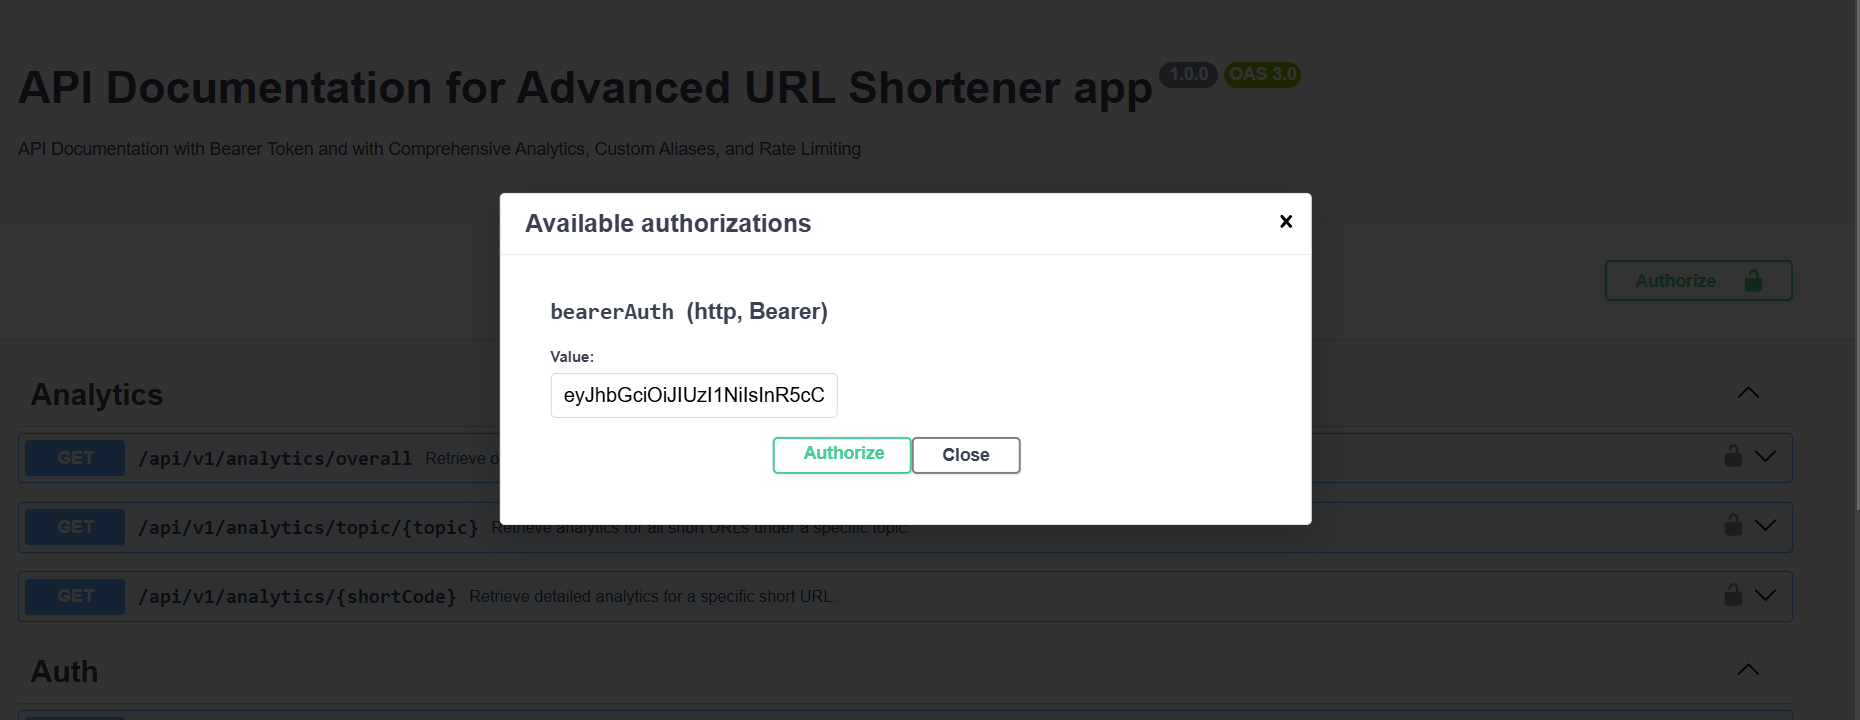 API Documentation for Advanced URL Shortener app 1.0.0 OAS 3.0
API Documentation with Bearer Token and with Comprehensive Analytics, Custom Aliases, and Rate Limiting
Available authorizations
Authorize
bearerAuth (http, Bearer)
Value:
eyJhbGciOiJIUzI1NiIsInR5cC
Authorize Close
Analytics
GET /api/v1/analytics/overall Retrieve
GET /api/v1/analytics/topic/{topic} Retrieve analytics for all short URLs under a specific topic.
GET /api/v1/analytics/{shortCode} Retrieve detailed analytics for a specific short URL.
Auth